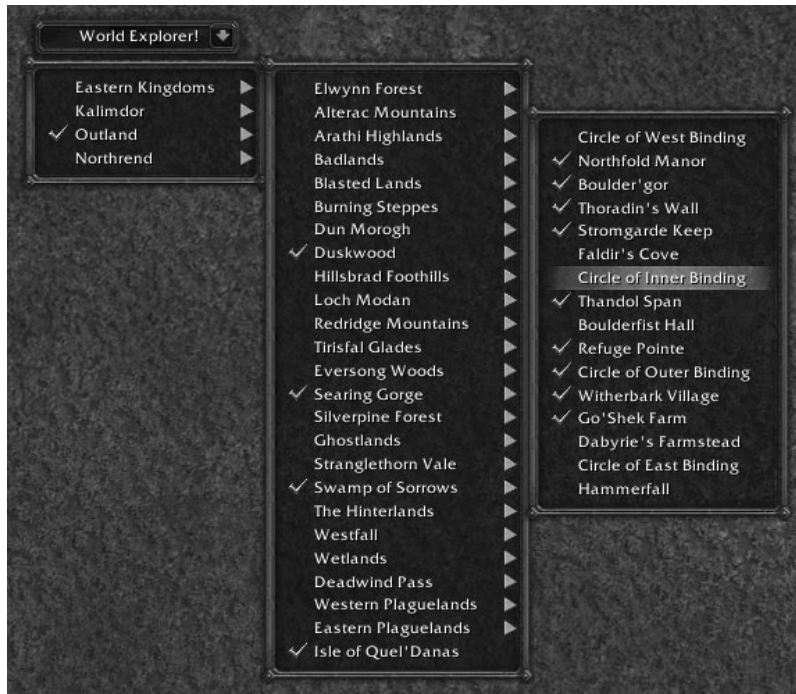 World Explorer!
Eastern Kingdoms
Kalimdor
Outland
Northrend
Elwynn Forest
Alterac Mountains
Arathi Highlands
Badlands
Blasted Lands
Burning Steppes
Dun Morogh
Duskwood
Hillsbrad Foothills
Loch Modan
Redridge Mountains
Tirisfal Glades
Eversong Woods
Searing Gorge
Silverpine Forest
Ghostlands
Stranglethorn Vale
Swamp of Sorrows
The Hinterlands
Westfall
Wetlands
Deadwind Pass
Western Plaguelands
Eastern Plaguelands
Isle of Quel'Danas
Circle of West Binding
Northfold Manor
Boulder'gor
Thoradin's Wall
Stromgarde Keep
Faldir's Cove
Circle of Inner Binding
Thandol Span
Boulderfist Hall
Refuge Pointe
Circle of Outer Binding
Witherbark Village
Go'Shek Farm
Dabyrie's Farmstead
Circle of East Binding
Hammerfall